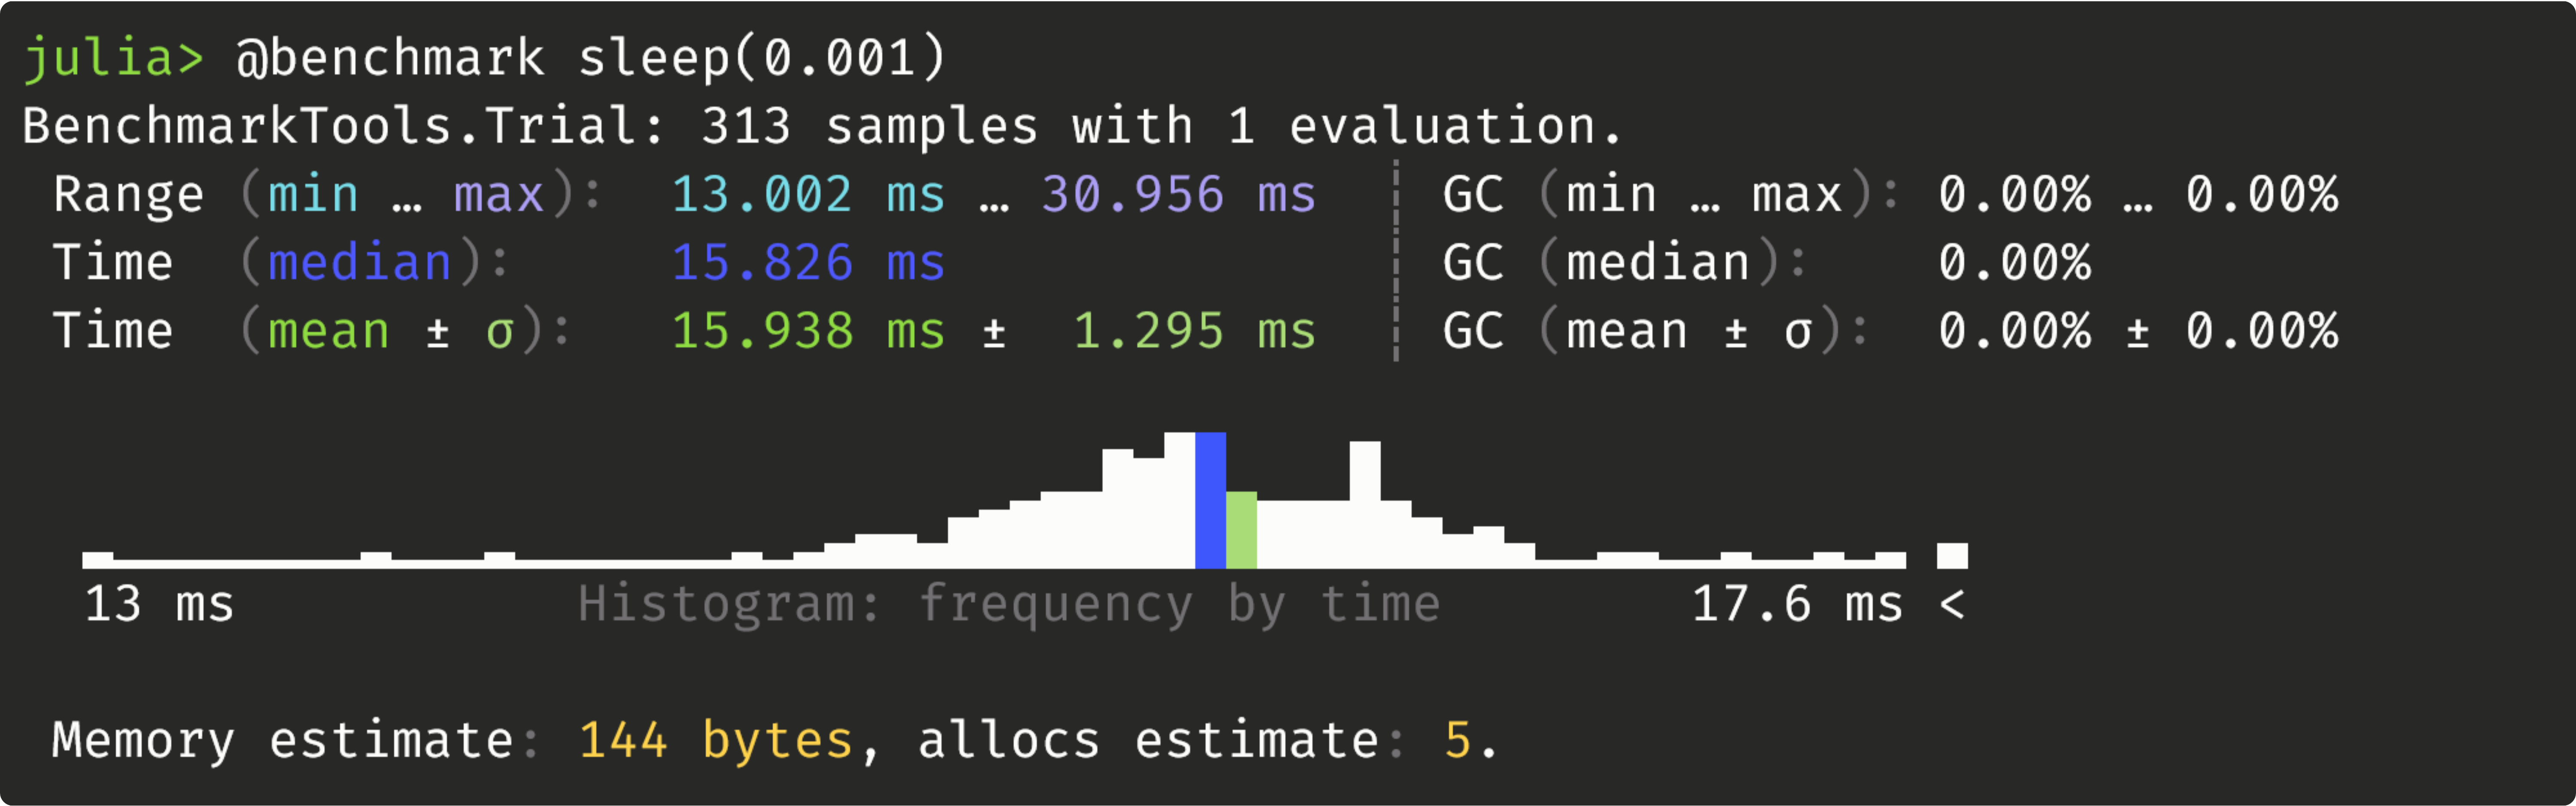 julia> @benchmark sleep(0.001)
BenchmarkTools.Trial: 313 samples with 1 evaluation.
Range (min … max): 13.002 ms … 30.956 ms ┊ GC (min … max): 0.00% … 0.00%
Time (median): 15.826 ms ┊ GC (median): 0.00%
Time (mean ± σ): 15.938 ms ± 1.295 ms ┊ GC (mean ± σ): 0.00% ± 0.00%
13 ms Histogram: frequency by time 17.6 ms <
Memory estimate: 144 bytes, allocs estimate: 5.